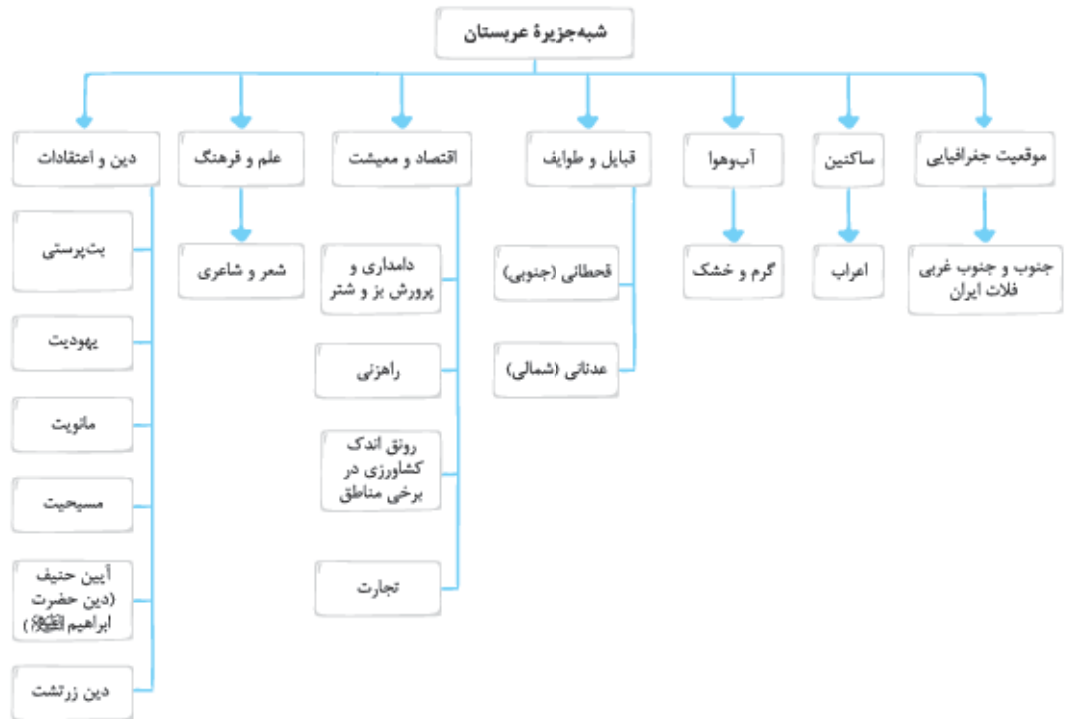 شبه‌جزیرهٔ عربستان
موقعیت جغرافیایی
ساکنین
آب‌وهوا
قبایل و طوایف
اقتصاد و معیشت
علم و فرهنگ
دین و اعتقادات
جنوب و جنوب غربی
فلات ایران
اعراب
گرم و خشک
قحطانی (جنوبی)
عدنانی (شمالی)
دامداری و
پرورش بز و شتر
راهزنی
رونق اندک
کشاورزی در
برخی مناطق
تجارت
شعر و شاعری
بت‌پرستی
یهودیت
مانویت
مسیحیت
آیین حنیف
(دین حضرت
ابراهیم)
دین زرتشت